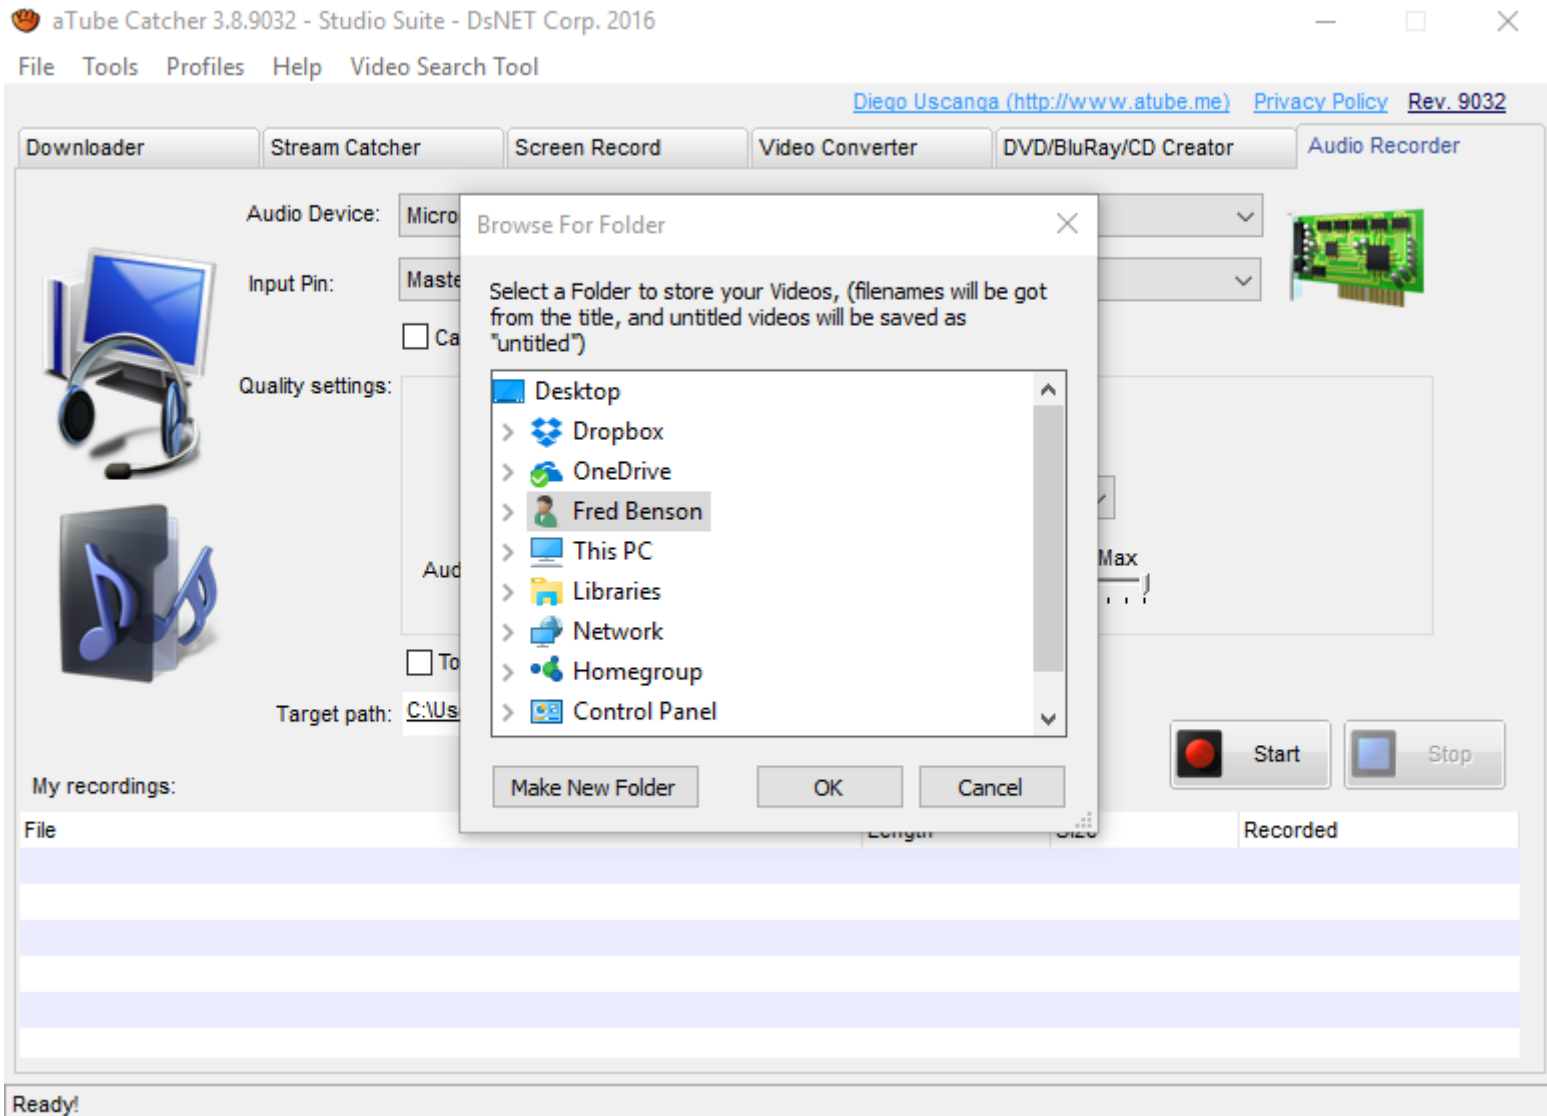 aTube Catcher 3.8.9032 - Studio Suite - DsNET Corp. 2016
File Tools Profiles Help Video Search Tool
Diego Uscanga (http://www.atube.me) Privacy Policy Rev. 9032
Downloader Stream Catcher Screen Record Video Converter DVD/BluRay/CD Creator Audio Recorder
Audio Device: Micro
Browse For Folder
Input Pin: Maste
Select a Folder to store your Videos, (filenames will be got
from the title, and untitled videos will be saved as
"untitled")
Ca
Quality settings:
Desktop
Dropbox
OneDrive
Fred Benson
This PC
Max
Aud
Libraries
Network
To
Homegroup
Target path: C:\Us
Control Panel
Start Stop
My recordings:
Make New Folder OK Cancel
File Length Size Recorded
Ready!